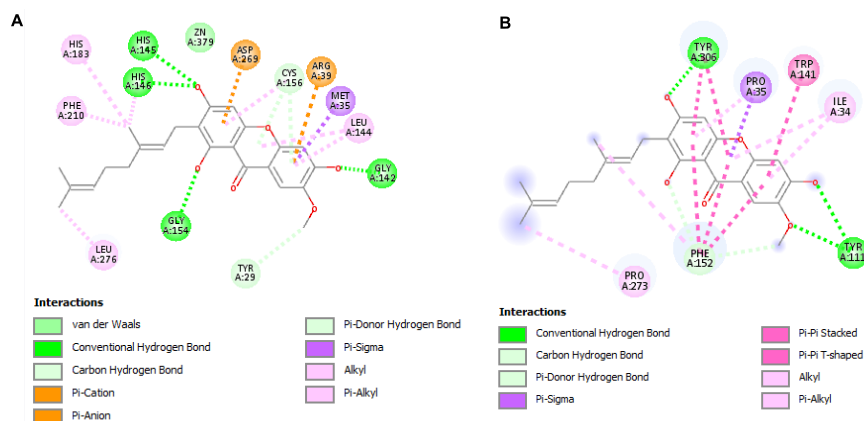 A
HIS
A:183
HIS
A:145
ZN
A:379
HIS
A:146
ASP
A:269
CYS
A:156
ARG
A:39
MET
A:35
PHE
A:210
LEU
A:144
GLY
A:142
O
O
O
O
O
O
GLY
A:154
LEU
A:276
TYR
A:29
Interactions
van der Waals
Conventional Hydrogen Bond
Carbon Hydrogen Bond
Pi-Cation
Pi-Anion
Pi-Donor Hydrogen Bond
Pi-Sigma
Alkyl
Pi-Alkyl
B
TYR
A:306
PRO
A:35
TRP
A:141
ILE
A:34
O
O
O
O
O
O
PHE
A:152
TYR
A:111
PRO
A:273
Interactions
Conventional Hydrogen Bond
Carbon Hydrogen Bond
Pi-Donor Hydrogen Bond
Pi-Sigma
Pi-Pi Stacked
Pi-Pi T-shaped
Alkyl
Pi-Alkyl